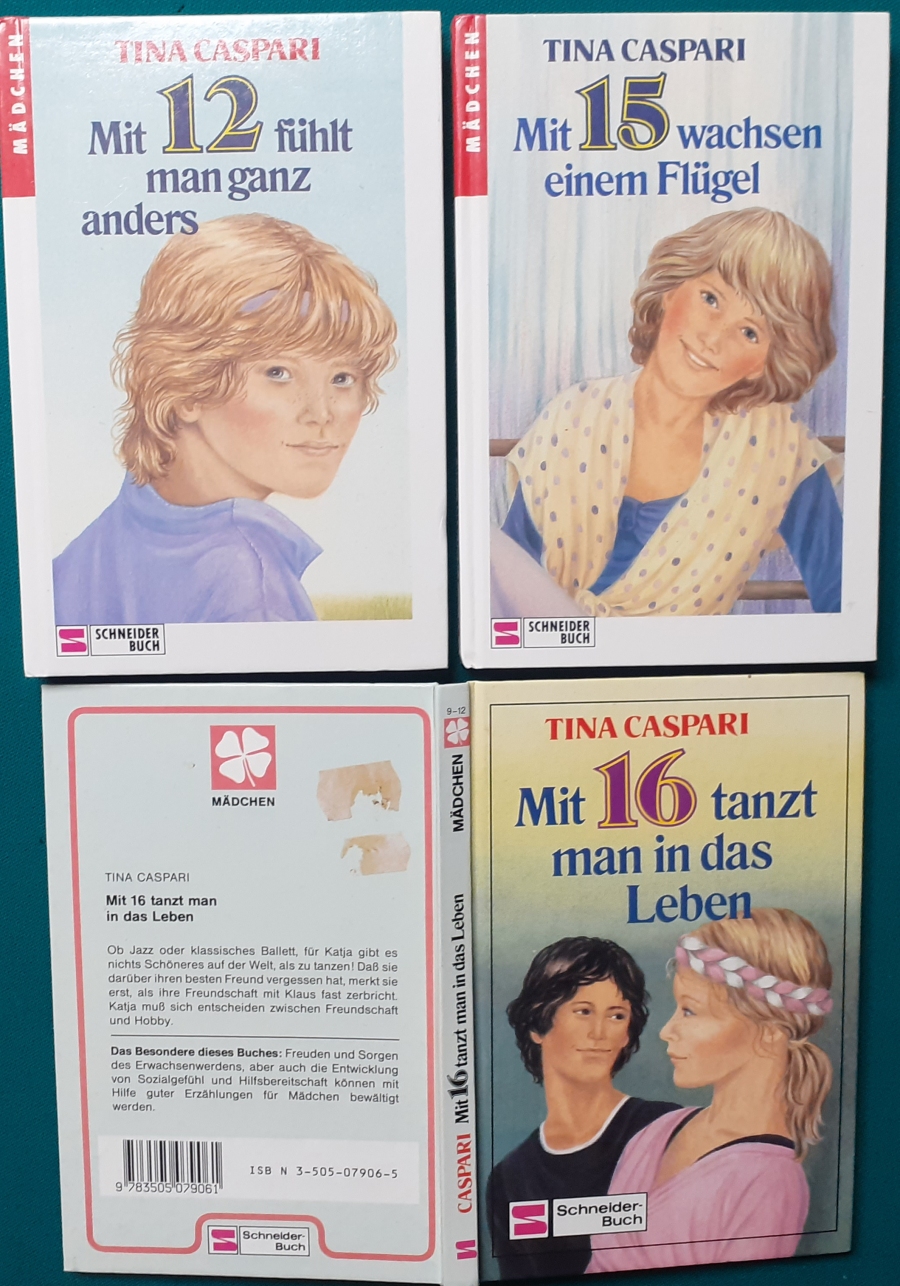 MÄDCHEN
TINA CASPARI
Mit 12 fühlt
man ganz
anders
SCHNEIDER
BUCH
MÄDCHEN
TINA CASPARI
Mit 15 wachsen
einem Flügel
SCHNEIDER
BUCH
MÄDCHEN
TINA CASPARI
Mit 16 tanzt man
in das Leben
Ob Jazz oder klassisches Ballett, für Katja gibt es
nichts Schöneres auf der Welt, als zu tanzen! Daß sie
darüber ihren besten Freund vergessen hat, merkt sie
erst, als ihre Freundschaft mit Klaus fast zerbricht.
Katja muß sich entscheiden zwischen Freundschaft
und Hobby.
Das Besondere dieses Buches: Freuden und Sorgen
des Erwachsenwerdens, aber auch die Entwicklung
von Sozialgefühl und Hilfsbereitschaft können mit
Hilfe guter Erzählungen für Mädchen bewältigt
werden.
ISB N 3-505-07906-5
9 783505 079061
Schneider-
Buch
9-12
MÄDCHEN
CASPARI Mit 16 tanzt man in das Leben
TINA CASPARI
Mit 16 tanzt
man in das
Leben
Schneider-
Buch